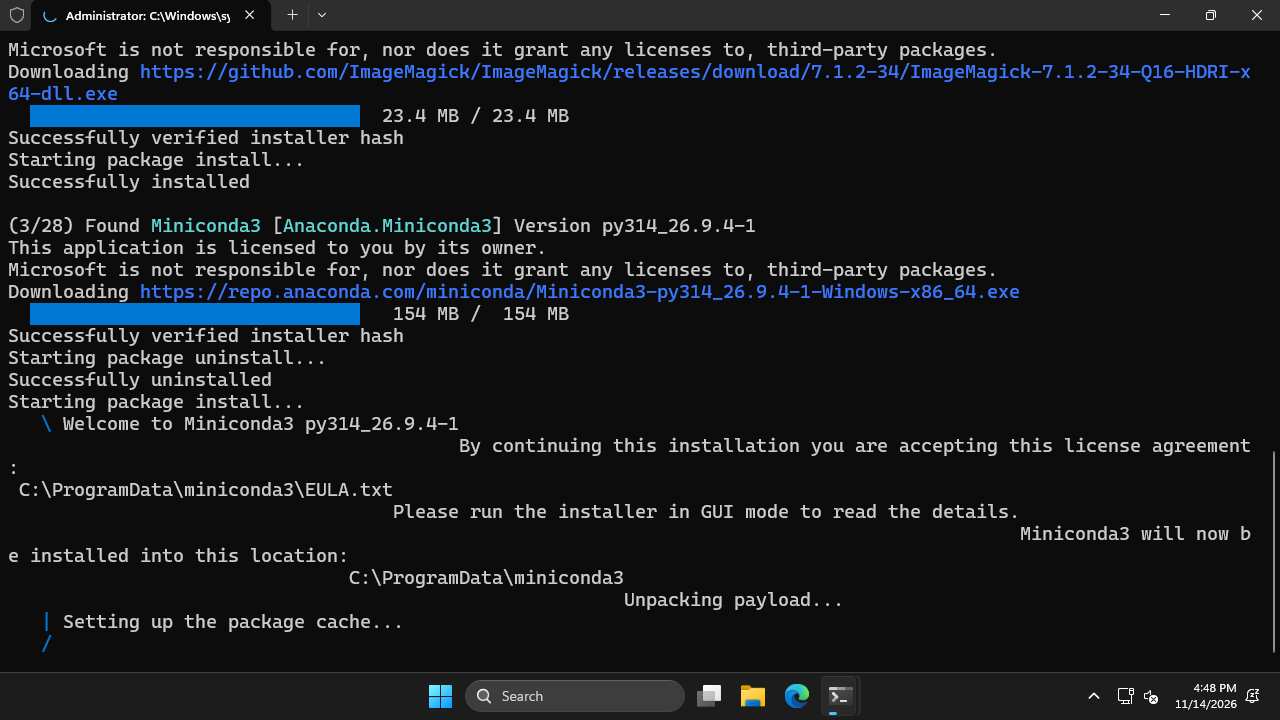 Administrator: C:\Windows\sy
Microsoft is not responsible for, nor does it grant any licenses to, third-party packages.
Downloading https://github.com/ImageMagick/ImageMagick/releases/download/7.1.2-34/ImageMagick-7.1.2-34-Q16-HDRI-x
64-dll.exe
23.4 MB / 23.4 MB
Successfully verified installer hash
Starting package install...
Successfully installed
(3/28) Found Miniconda3 [Anaconda.Miniconda3] Version py314_26.9.4-1
This application is licensed to you by its owner.
Microsoft is not responsible for, nor does it grant any licenses to, third-party packages.
Downloading https://repo.anaconda.com/miniconda/Miniconda3-py314_26.9.4-1-Windows-x86_64.exe
154 MB / 154 MB
Successfully verified installer hash
Starting package uninstall...
Successfully uninstalled
Starting package install...
\ Welcome to Miniconda3 py314_26.9.4-1
By continuing this installation you are accepting this license agreement
:
C:\ProgramData\miniconda3\EULA.txt
Please run the installer in GUI mode to read the details.
Miniconda3 will now b
e installed into this location:
C:\ProgramData\miniconda3
Unpacking payload...
| Setting up the package cache...
/
Search
4:48 PM
11/14/2026